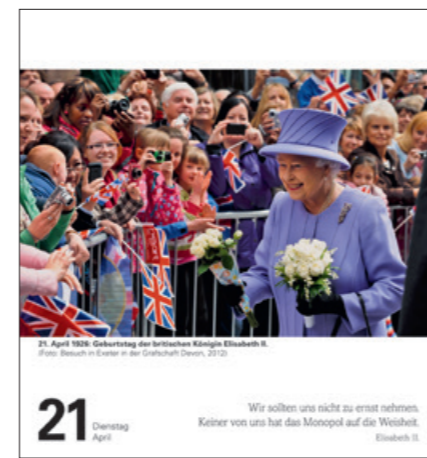 21. April 1926: Geburtstag der britischen Königin Elisabeth II.
(Foto: Besuch in Exeter in der Grafschaft Devon, 2012)
21 Dienstag
April
Wir sollten uns nicht zu ernst nehmen.
Keiner von uns hat das Monopol auf die Weisheit.
Elisabeth II.